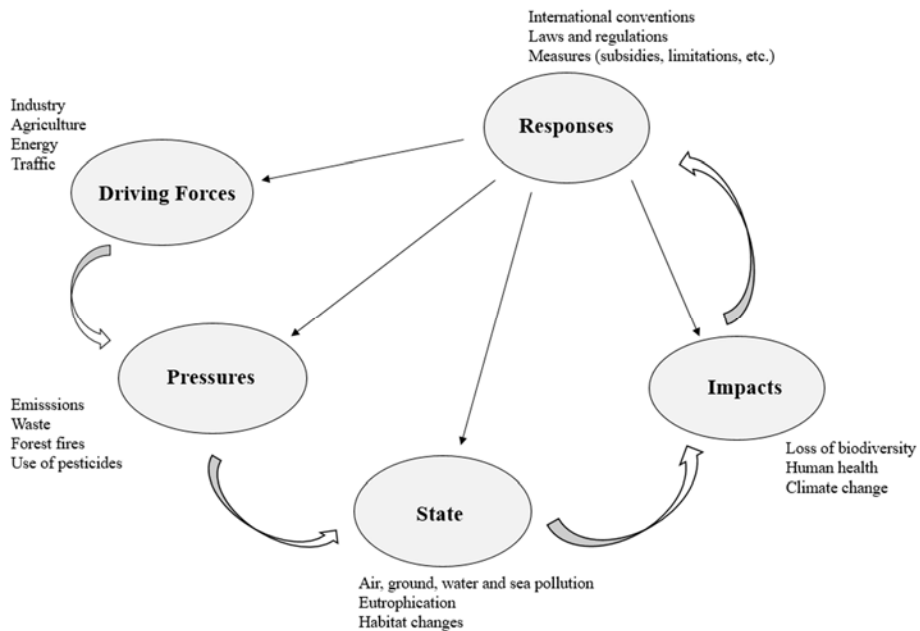 International conventions
Laws and regulations
Measures (subsidies, limitations, etc.)
Responses
Industry
Agriculture
Energy
Traffic
Driving Forces
Pressures
Emisssions
Waste
Forest fires
Use of pesticides
Impacts
Loss of biodiversity
Human health
Climate change
State
Air, ground, water and sea pollution
Eutrophication
Habitat changes